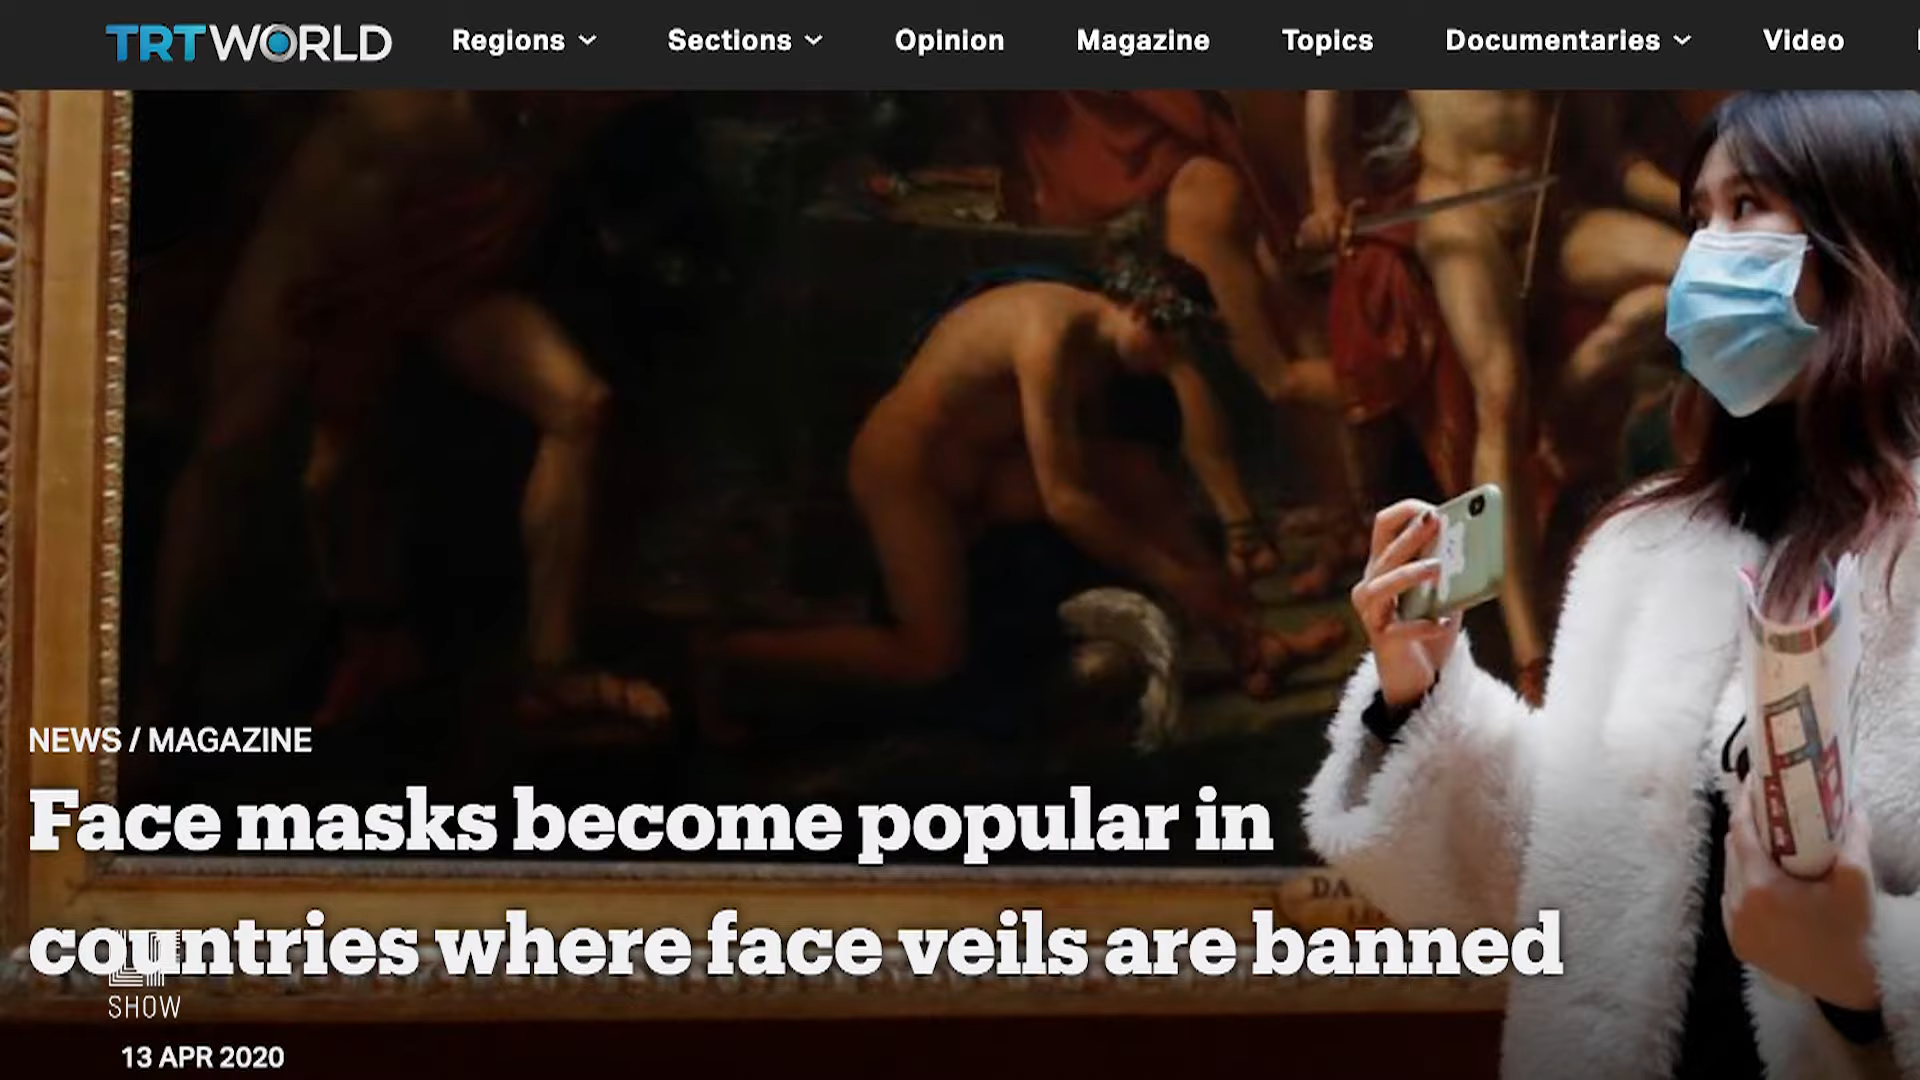 TRTWORLD Regions Sections Opinion Magazine Topics Documentaries Video
NEWS / MAGAZINE
Face masks become popular in
countries where face veils are banned
SHOW
13 APR 2020